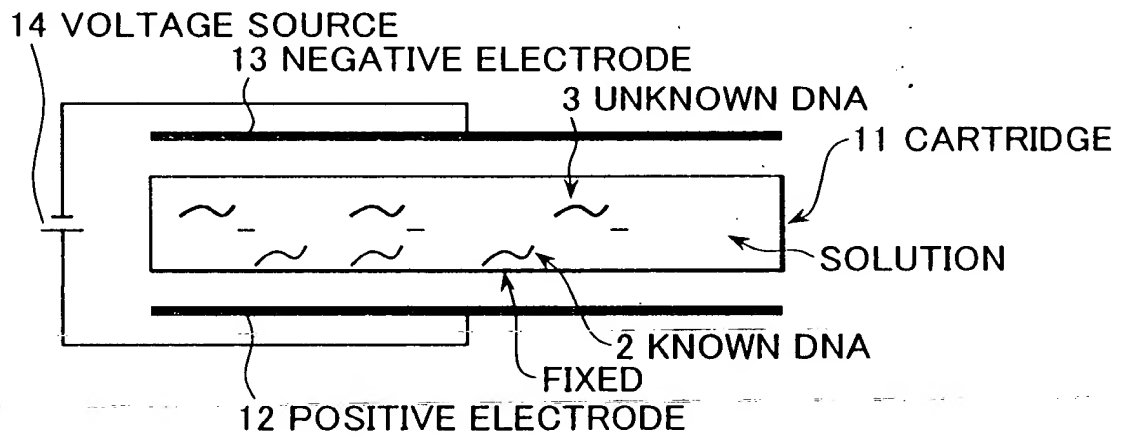 14 VOLTAGE SOURCE
13 NEGATIVE ELECTRODE
3 UNKNOWN DNA
11 CARTRIDGE
SOLUTION
2 KNOWN DNA
FIXED
12 POSITIVE ELECTRODE